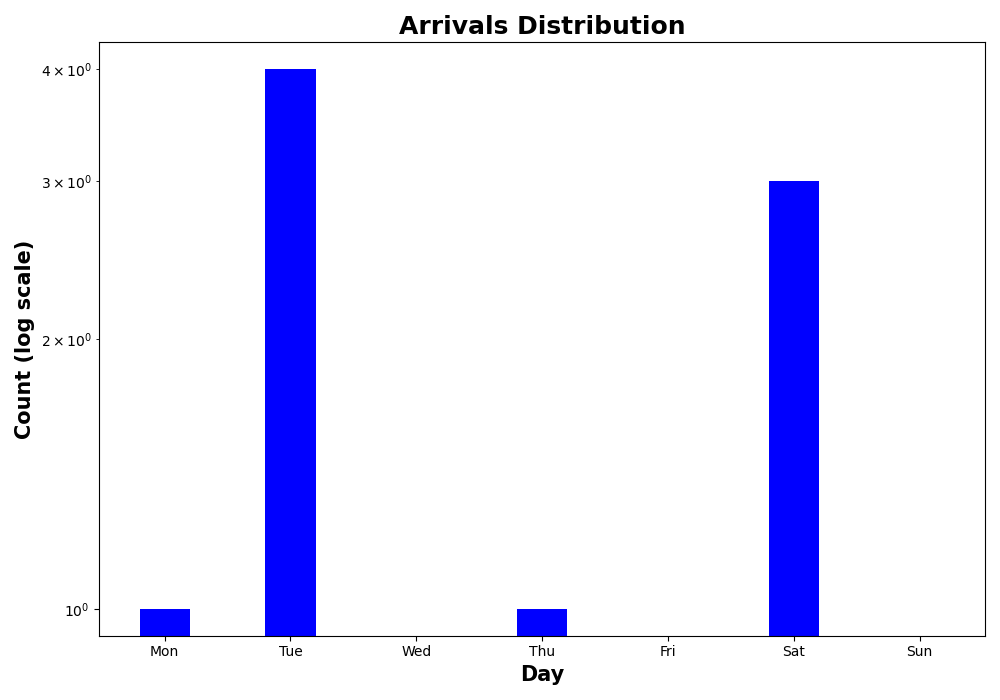 Arrivals Distribution
4 × 10⁰
3 × 10⁰
2 × 10⁰
10⁰
Count (log scale)
Mon Tue Wed Thu Fri Sat Sun
Day